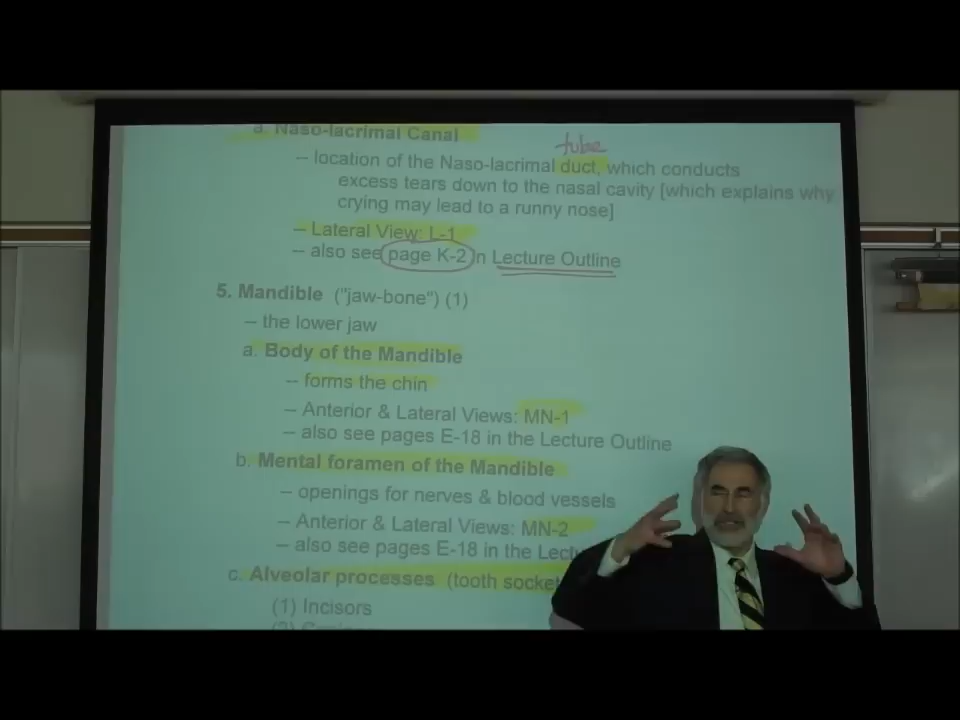 a. Naso-lacrimal Canal
tube
-- location of the Naso-lacrimal duct, which conducts
excess tears down to the nasal cavity [which explains why
crying may lead to a runny nose]
-- Lateral View: L-1
-- also see page K-2 in Lecture Outline
5. Mandible ("jaw-bone") (1)
-- the lower jaw
a. Body of the Mandible
-- forms the chin
-- Anterior & Lateral Views: MN-1
-- also see pages E-18 in the Lecture Outline
b. Mental foramen of the Mandible
-- openings for nerves & blood vessels
-- Anterior & Lateral Views: MN-2
-- also see pages E-18 in the Lectu
c. Alveolar processes (tooth socket
(1) Incisors